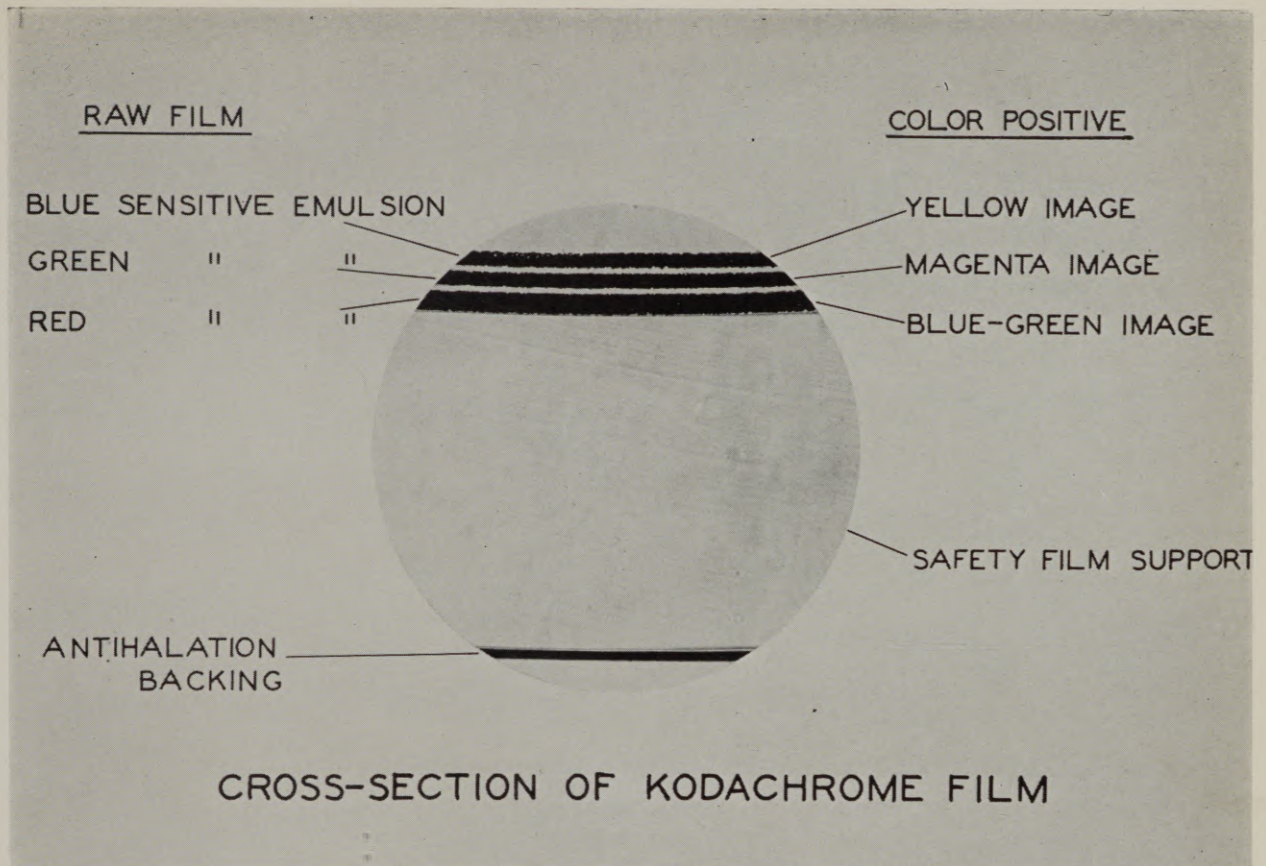 RAW FILM
BLUE SENSITIVE EMULSION
GREEN " "
RED " "
ANTIHALATION
BACKING
COLOR POSITIVE
YELLOW IMAGE
MAGENTA IMAGE
BLUE-GREEN IMAGE
SAFETY FILM SUPPORT
CROSS-SECTION OF KODACHROME FILM